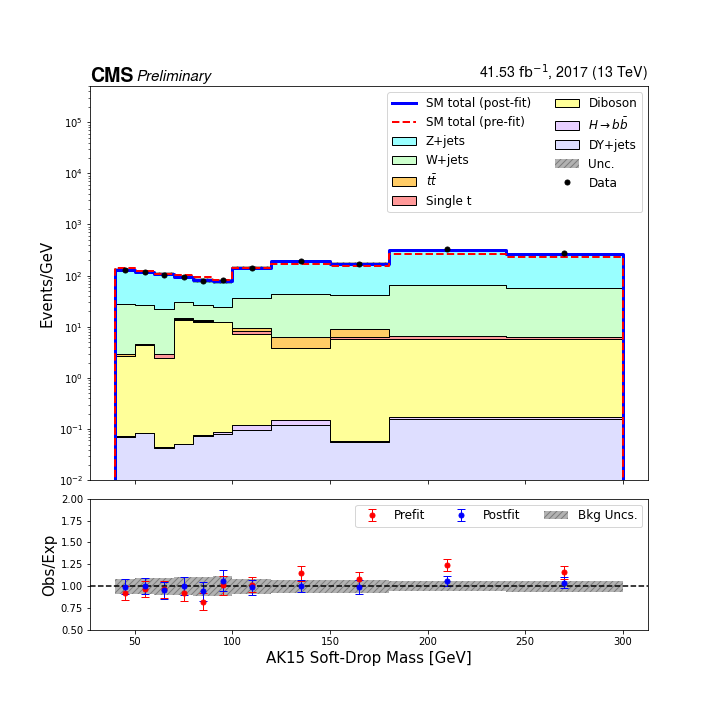 CMS Preliminary 41.53 fb⁻¹, 2017 (13 TeV)
SM total (post-fit)
SM total (pre-fit)
Z+jets
W+jets
tt̄
Single t
Diboson
H→bb̄
DY+jets
Unc.
Data
Events/GeV
10⁵
10⁴
10³
10²
10¹
10⁰
10⁻¹
10⁻²
Prefit Postfit Bkg Uncs.
Obs/Exp
2.00
1.75
1.50
1.25
1.00
0.75
0.50
50 100 150 200 250 300
AK15 Soft-Drop Mass [GeV]